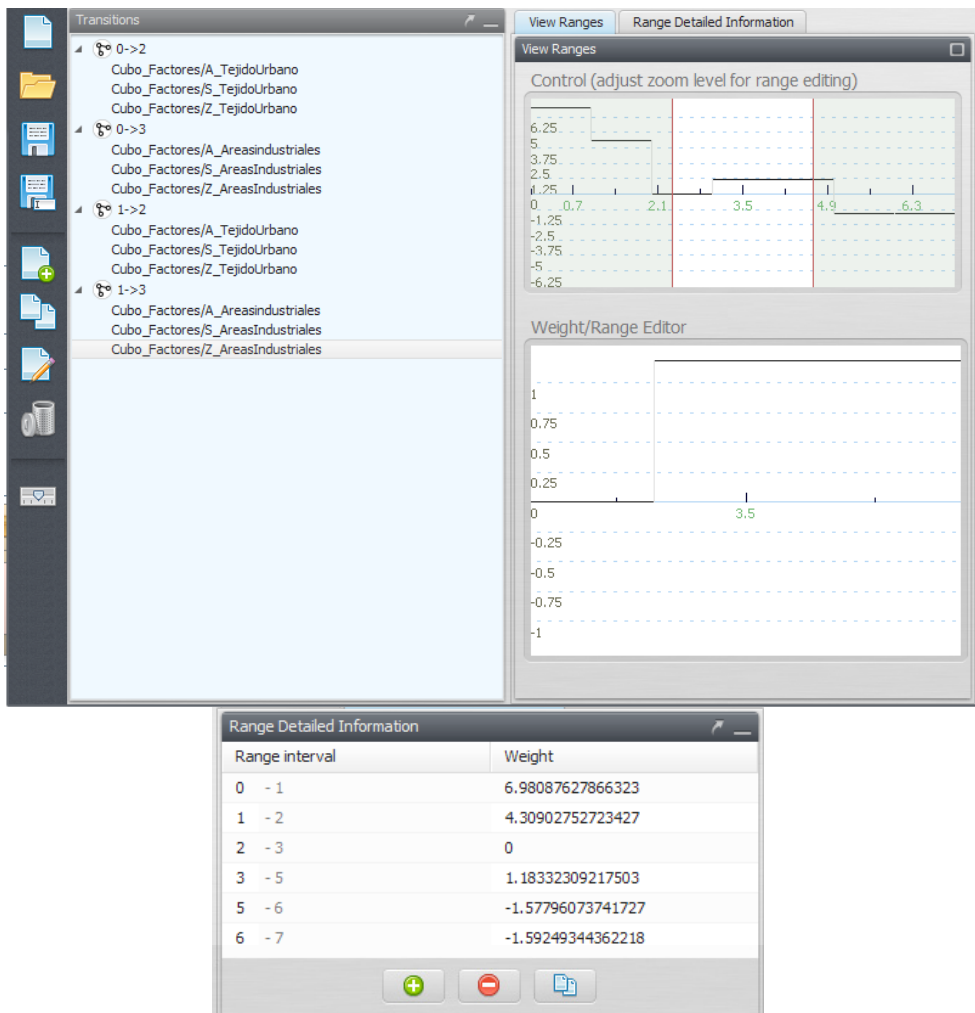 Transitions
0->2
Cubo_Factores/A_TejidoUrbano
Cubo_Factores/S_TejidoUrbano
Cubo_Factores/Z_TejidoUrbano
0->3
Cubo_Factores/A_Areasindustriales
Cubo_Factores/S_AreasIndustriales
Cubo_Factores/Z_AreasIndustriales
1->2
Cubo_Factores/A_TejidoUrbano
Cubo_Factores/S_TejidoUrbano
Cubo_Factores/Z_TejidoUrbano
1->3
Cubo_Factores/A_Areasindustriales
Cubo_Factores/S_AreasIndustriales
Cubo_Factores/Z_AreasIndustriales
View Ranges Range Detailed Information
View Ranges
Control (adjust zoom level for range editing)
6.25
5
3.75
2.5
1.25
0 0.7 2.1 3.5 4.9 6.3
-1.25
-2.5
-3.75
-5
-6.25
Weight/Range Editor
1
0.75
0.5
0.25
0 3.5
-0.25
-0.5
-0.75
-1
Range Detailed Information
Range interval Weight
0 - 1 6.98087627866323
1 - 2 4.30902752723427
2 - 3 0
3 - 5 1.18332309217503
5 - 6 -1.57796073741727
6 - 7 -1.59249344362218